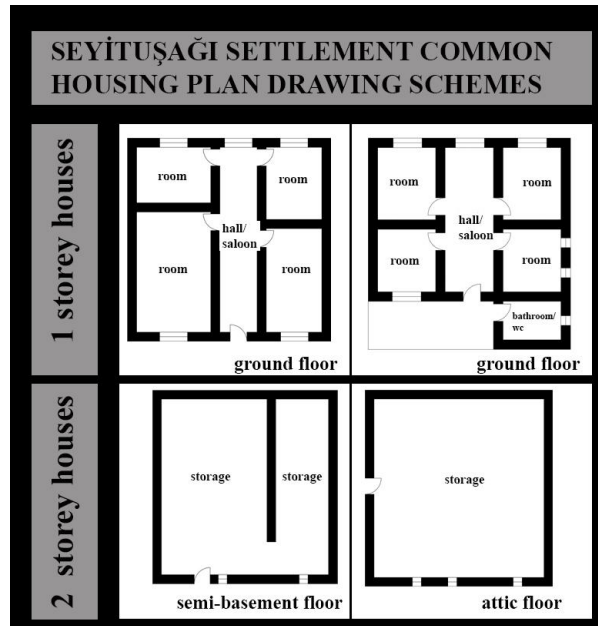 SEYİTUŞAĞI SETTLEMENT COMMON
HOUSING PLAN DRAWING SCHEMES
1 storey houses
room
room
hall/
saloon
room
room
ground floor
room
room
hall/
saloon
room
room
bathroom/
wc
ground floor
2 storey houses
storage
storage
semi-basement floor
storage
attic floor